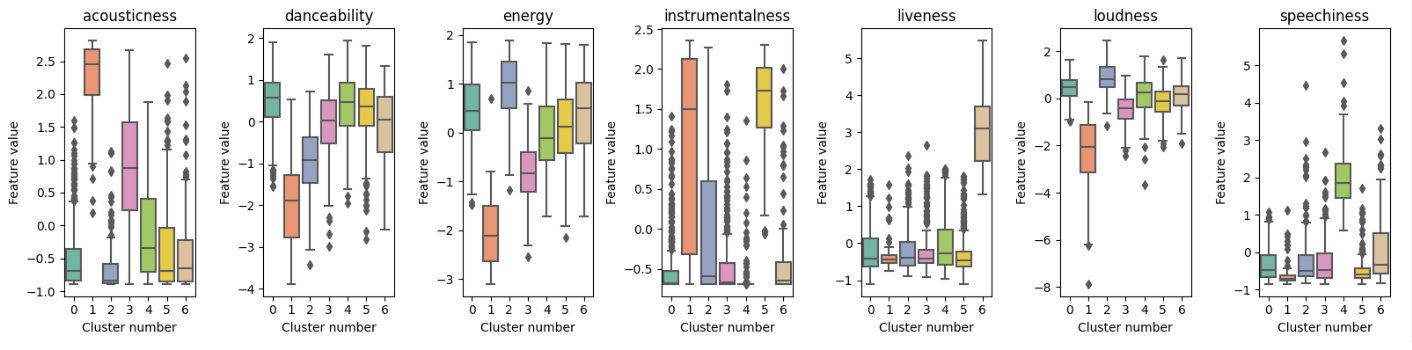 acousticness danceability energy instrumentalness liveness loudness speechiness
Feature value
2.5
2.0
1.5
1.0
0.5
0.0
−0.5
−1.0
0 1 2 3 4 5 6
Cluster number
Feature value
2
1
0
−1
−2
−3
−4
0 1 2 3 4 5 6
Cluster number
Feature value
2
1
0
−1
−2
−3
0 1 2 3 4 5 6
Cluster number
Feature value
2.5
2.0
1.5
1.0
0.5
0.0
−0.5
0 1 2 3 4 5 6
Cluster number
Feature value
5
4
3
2
1
0
−1
0 1 2 3 4 5 6
Cluster number
Feature value
2
0
−2
−4
−6
−8
0 1 2 3 4 5 6
Cluster number
Feature value
5
4
3
2
1
0
−1
0 1 2 3 4 5 6
Cluster number